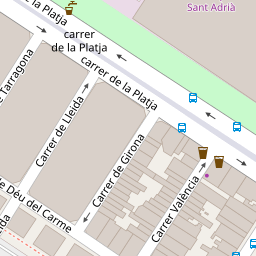 Sant Adrià
la Platja
carrer
de la Platja
carrer de la Platja
Tarragona
Carrer de Lleida
Carrer de Girona
Carrer València
Déu del Carme